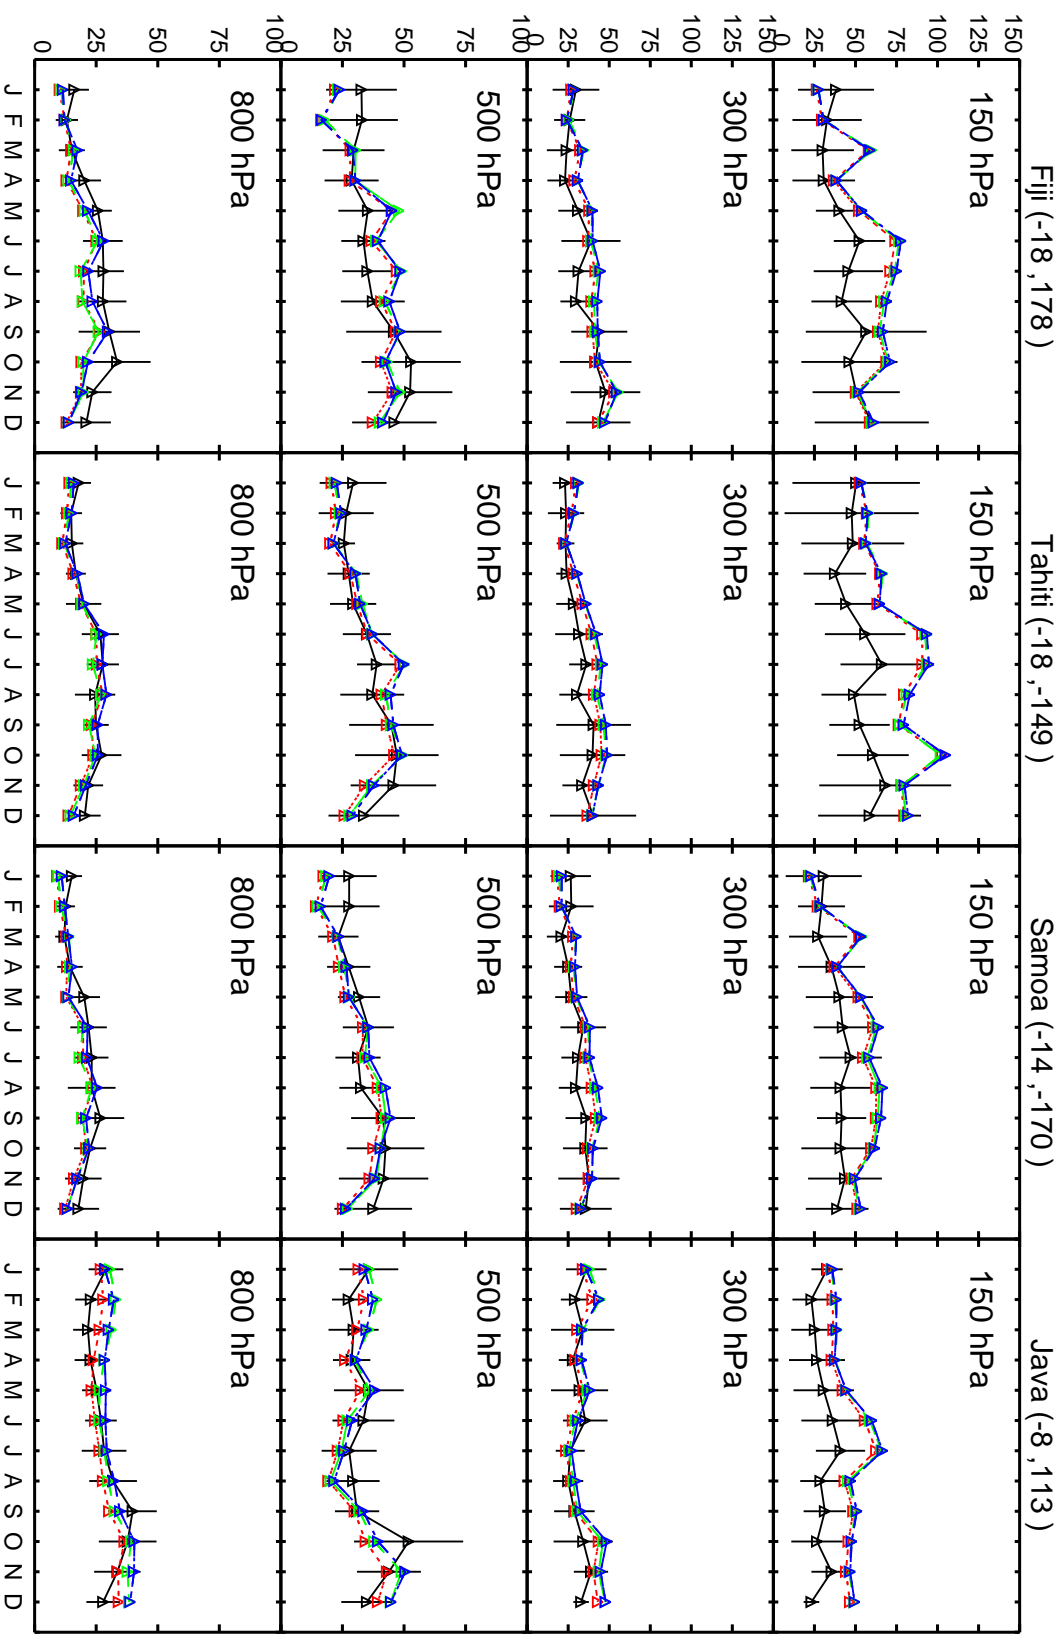 Fiji (-18 ,178 )
Tahiti (-18 ,-149)
Samoa (-14 ,-170)
Java (-8 ,113 )
150
125
100
75
50
25
0
150 hPa
150 hPa
150 hPa
150 hPa
150
125
100
75
50
25
0
300 hPa
300 hPa
300 hPa
300 hPa
100
75
50
25
0
500 hPa
500 hPa
500 hPa
500 hPa
100
75
50
25
0
800 hPa
800 hPa
800 hPa
800 hPa
J F M A M J J A S O N D
J F M A M J J A S O N D
J F M A M J J A S O N D
J F M A M J J A S O N D